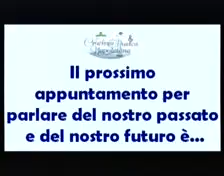 Il prossimo
appuntamento per
parlare del nostro passato
e del nostro futuro è...